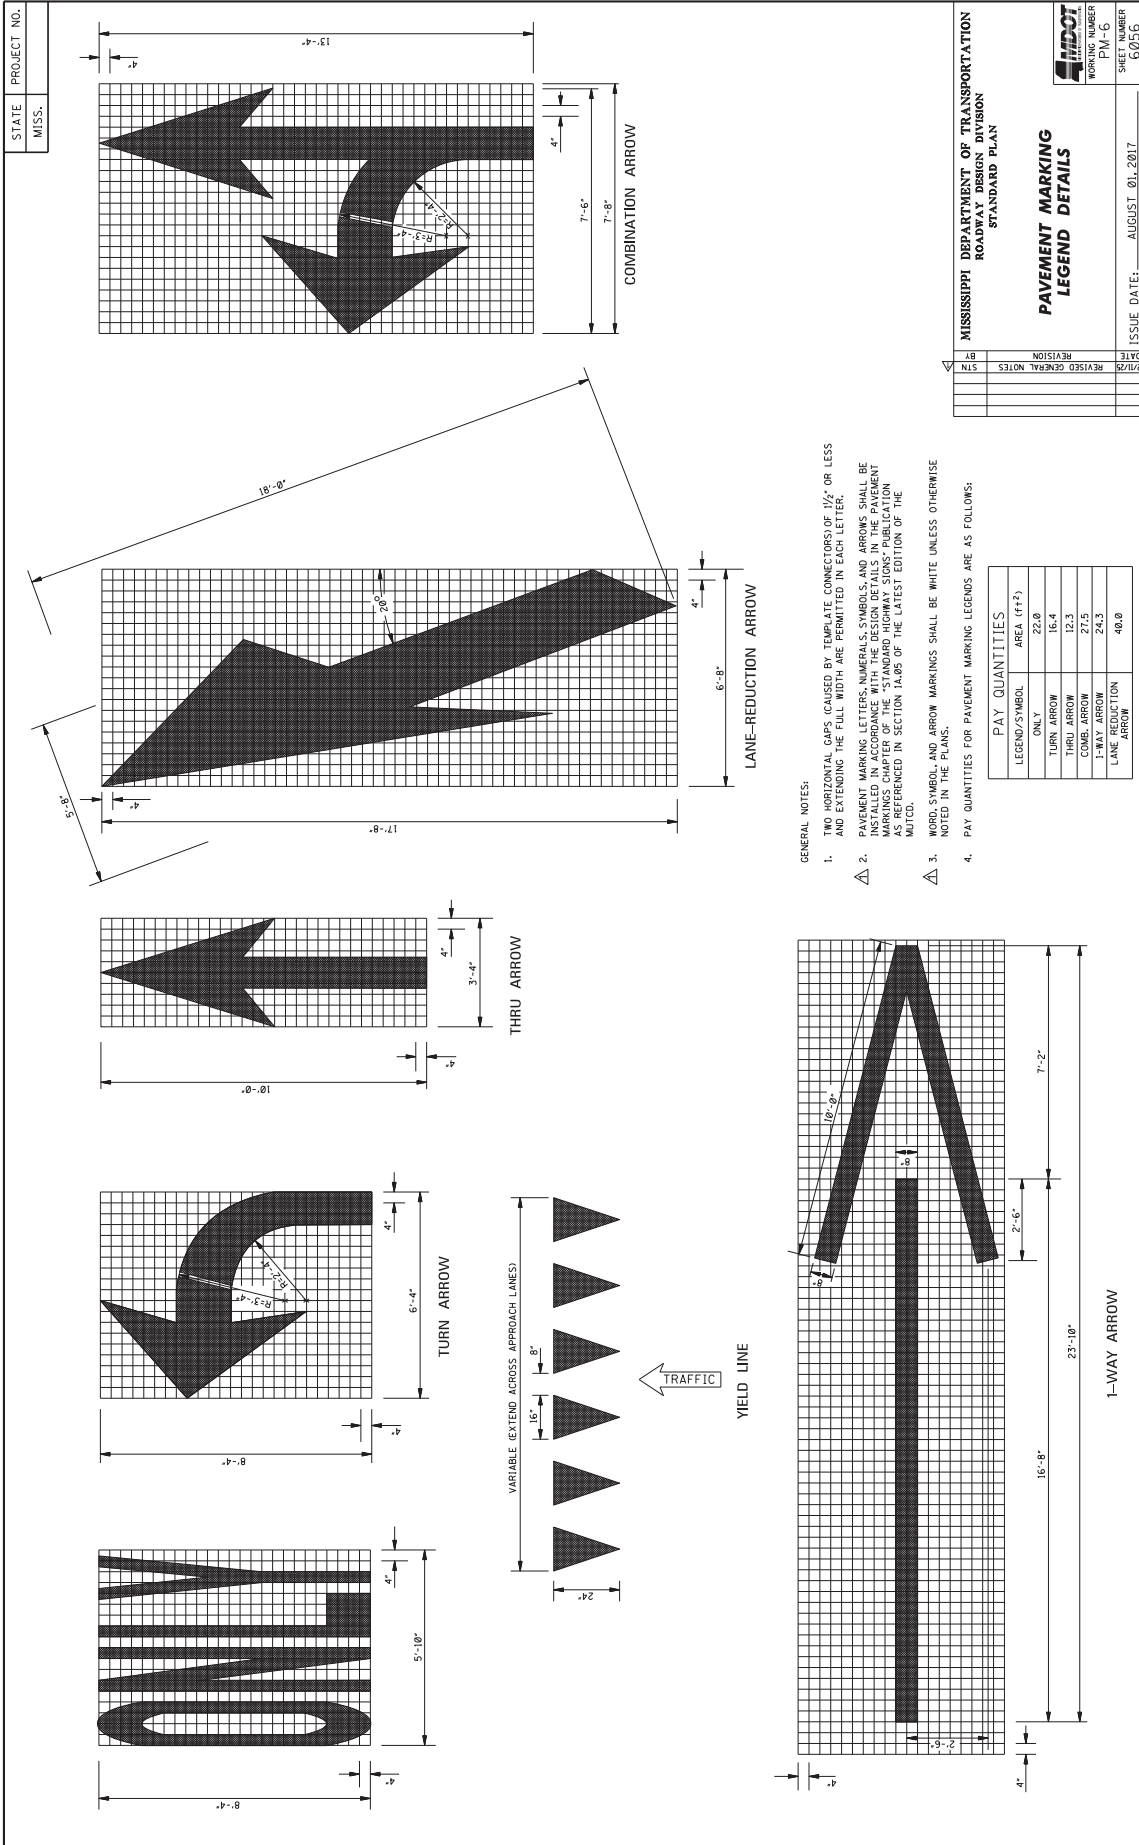 STATE
PROJECT NO.
MISS.
8'-4"
4"
5'-10"
4"
8'-4"
4"
R=3'-4"
R=2'-4"
6'-4"
4"
TURN ARROW
10'-0"
4"
3'-4"
4"
THRU ARROW
5'-8"
18'-0"
17'-8"
4"
20°
6'-8"
4"
LANE-REDUCTION ARROW
13'-4"
4"
R=3'-4"
R=2'-4"
4"
7'-6"
7'-8"
COMBINATION ARROW
ONLY
VARIABLE (EXTEND ACROSS APPROACH LANES)
24"
16"
8"
TRAFFIC
YIELD LINE
4"
4"
2'-6"
10'-0"
8"
8"
2'-6"
16'-8"
7'-2"
23'-10"
1-WAY ARROW
GENERAL NOTES:
1. TWO HORIZONTAL GAPS (CAUSED BY TEMPLATE CONNECTORS) OF 1½" OR LESS
AND EXTENDING THE FULL WIDTH ARE PERMITTED IN EACH LETTER.
2. PAVEMENT MARKING LETTERS, NUMERALS, SYMBOLS, AND ARROWS SHALL BE
INSTALLED IN ACCORDANCE WITH THE DESIGN DETAILS IN THE PAVEMENT
MARKINGS CHAPTER OF THE "STANDARD HIGHWAY SIGNS" PUBLICATION
AS REFERENCED IN SECTION 1A.05 OF THE LATEST EDITION OF THE
MUTCD.
3. WORD, SYMBOL, AND ARROW MARKINGS SHALL BE WHITE UNLESS OTHERWISE
NOTED IN THE PLANS.
4. PAY QUANTITIES FOR PAVEMENT MARKING LEGENDS ARE AS FOLLOWS:
PAY QUANTITIES
LEGEND/SYMBOL AREA (ft²)
ONLY 22.0
TURN ARROW 16.4
THRU ARROW 12.3
COMB. ARROW 27.5
1-WAY ARROW 24.3
LANE REDUCTION
ARROW 40.0
BY
REVISION
DATE
STN
REVISED GENERAL NOTES
MISSISSIPPI DEPARTMENT OF TRANSPORTATION
ROADWAY DESIGN DIVISION
STANDARD PLAN
PAVEMENT MARKING
LEGEND DETAILS
ISSUE DATE: AUGUST 01, 2017
MDOT
WORKING NUMBER
PM-6
SHEET NUMBER
6056